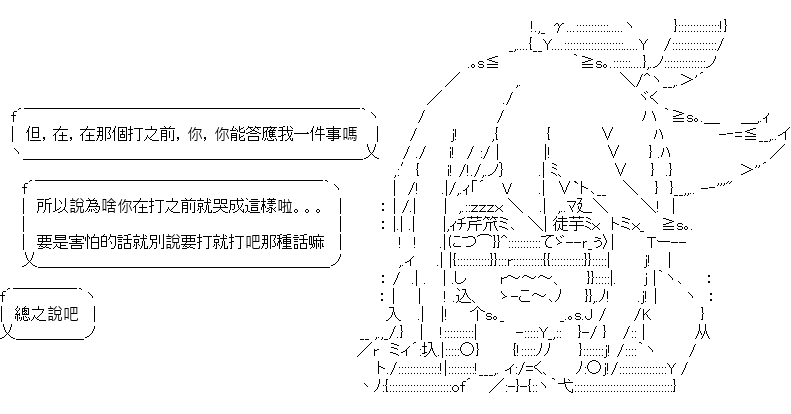 但，在，在那個打之前，你，你能答應我一件事嗎
所以說為啥你在打之前就哭成這樣啦。。。
要是害怕的話就別說要打就打吧那種話嘛
總之說吧